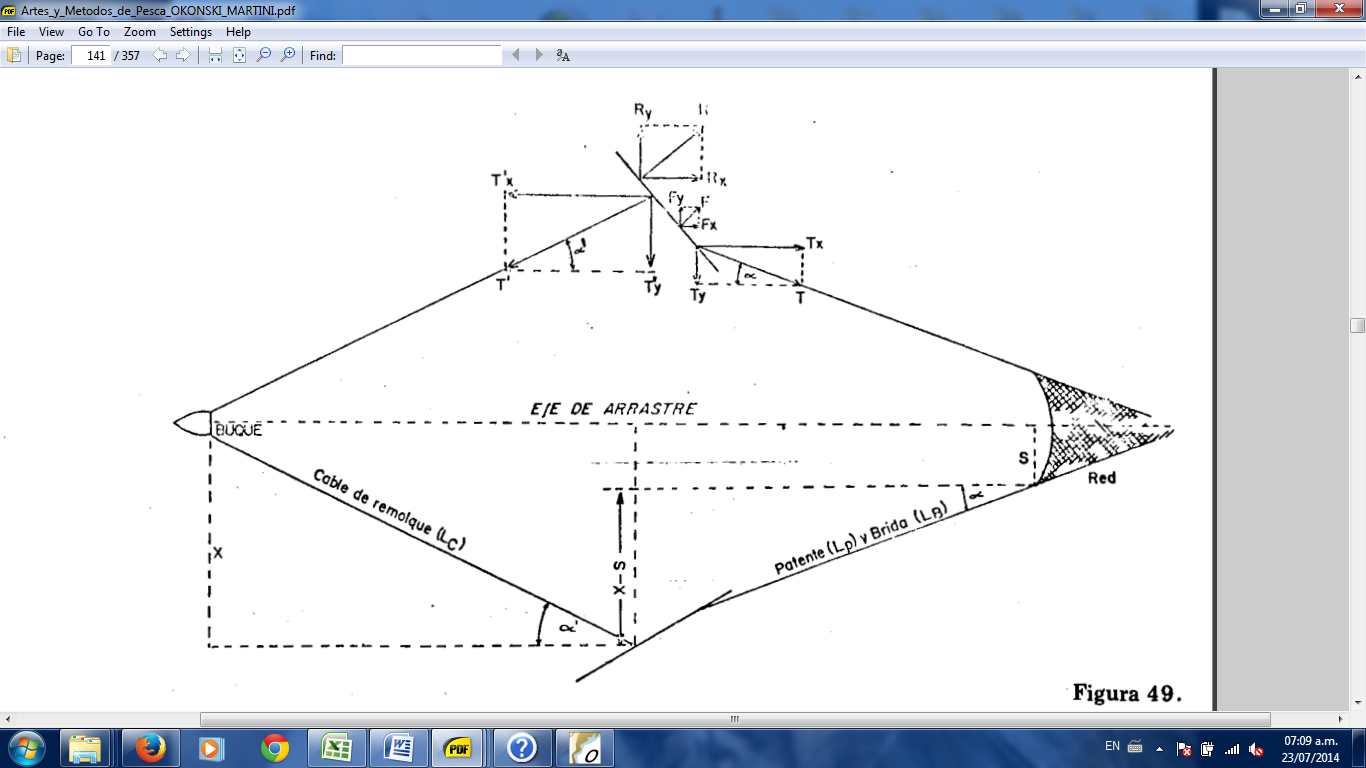 Artes_y_Metodos_de_Pesca_OKONSKI_MARTINI.pdf
File View Go To Zoom Settings Help
Page: 141 / 357 Find:
Ry
T'x Rx
Fy F
Fx
Tx
α'
α
T' T'y Ty T
EJE DE ARRASTRE
BUQUE
S
Red
Cable de remolque (LC)
α
Patente (LP) y Brida (LB)
X
X-S
α'
Figura 49.
EN
07:09 a.m.
23/07/2014